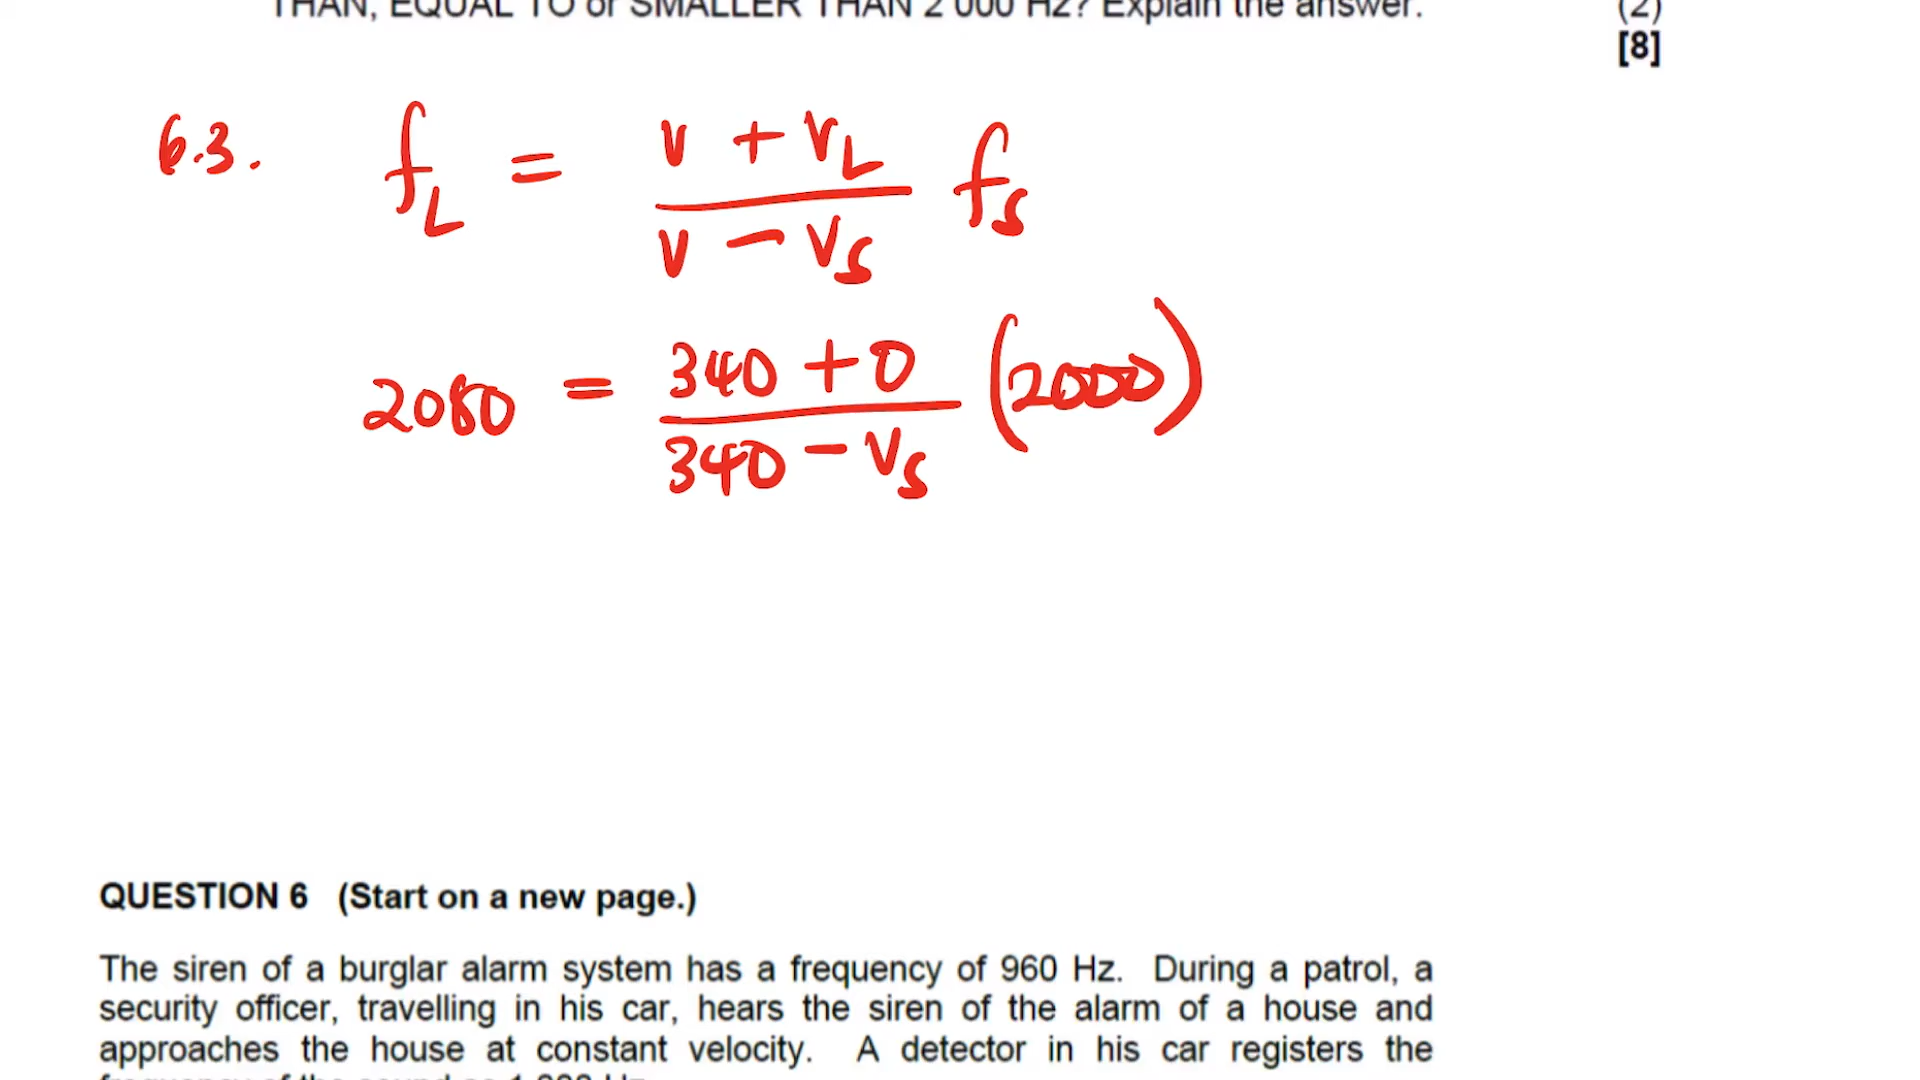 THAN, EQUAL TO or SMALLER THAN 2 000 Hz? Explain the answer. (2)
[8]
6.3. f_L = (v + v_L)/(v - v_s) f_s
2080 = (340 + 0)/(340 - v_s) (2000)
QUESTION 6 (Start on a new page.)
The siren of a burglar alarm system has a frequency of 960 Hz. During a patrol, a
security officer, travelling in his car, hears the siren of the alarm of a house and
approaches the house at constant velocity. A detector in his car registers the